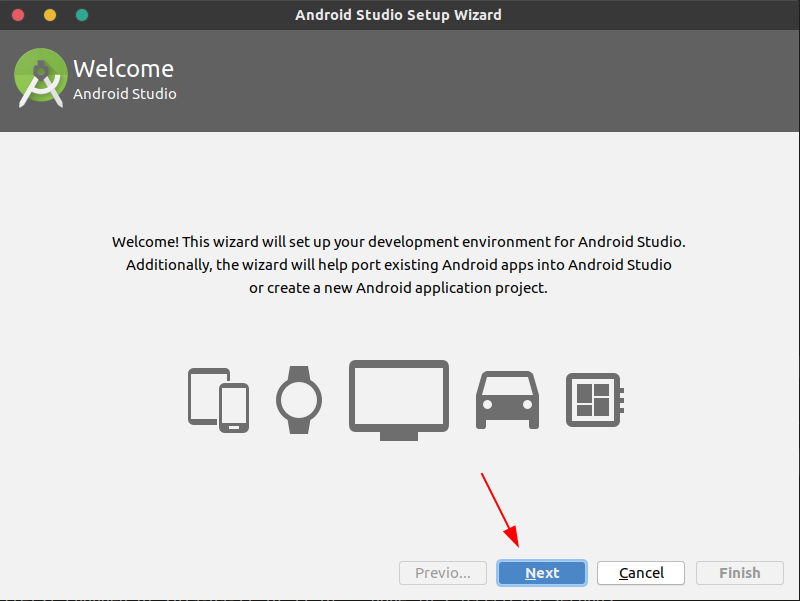 Android Studio Setup Wizard
Welcome
Android Studio
Welcome! This wizard will set up your development environment for Android Studio.
Additionally, the wizard will help port existing Android apps into Android Studio
or create a new Android application project.
Previo... Next Cancel Finish